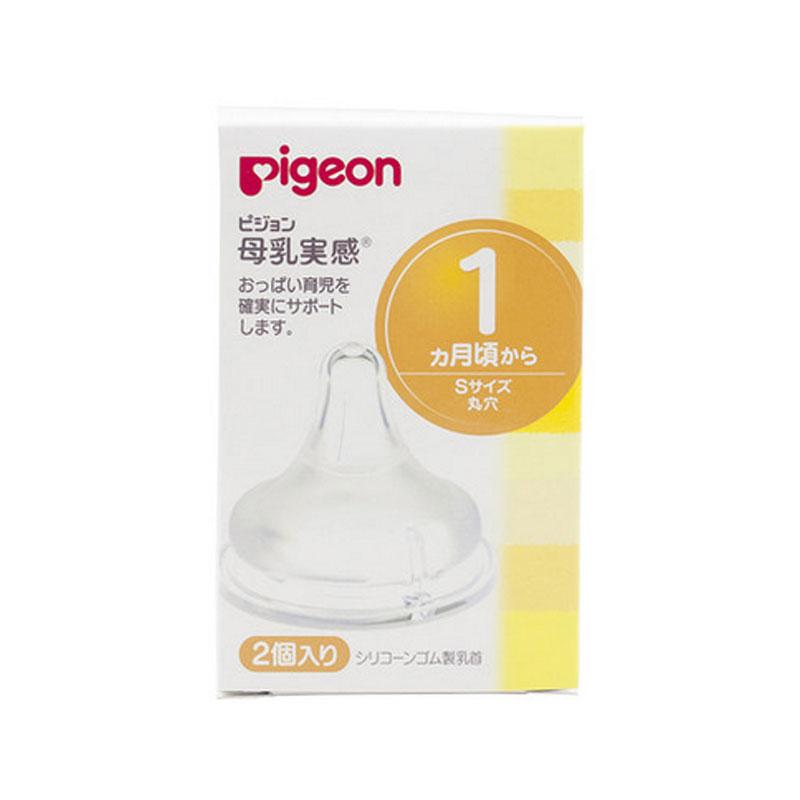 pigeon
ピジョン
母乳実感®
おっぱい育児を
確実にサポート
します。
1
カ月頃から
Sサイズ
丸穴
2個入り
シリコーンゴム製乳首